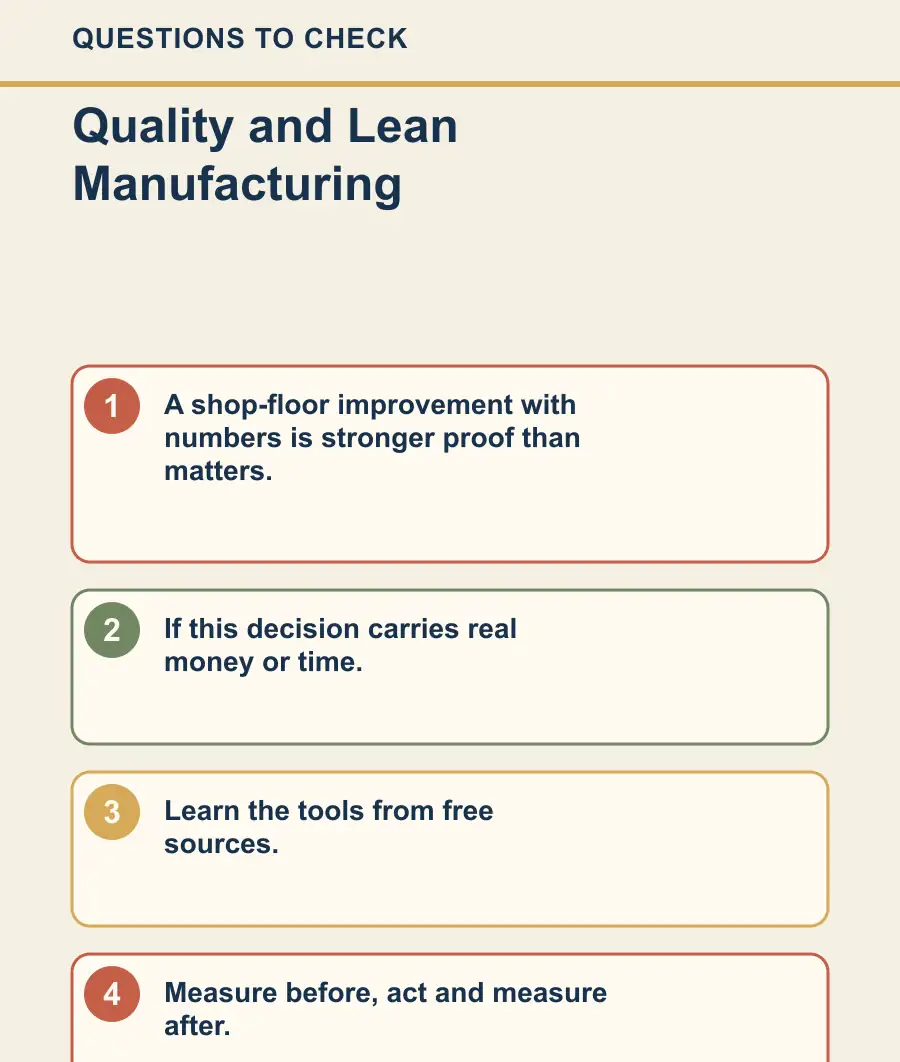 QUESTIONS TO CHECK
Quality and Lean
Manufacturing
1
A shop-floor improvement with
numbers is stronger proof than
matters.
2
If this decision carries real
money or time.
3
Learn the tools from free
sources.
4
Measure before, act and measure
after.